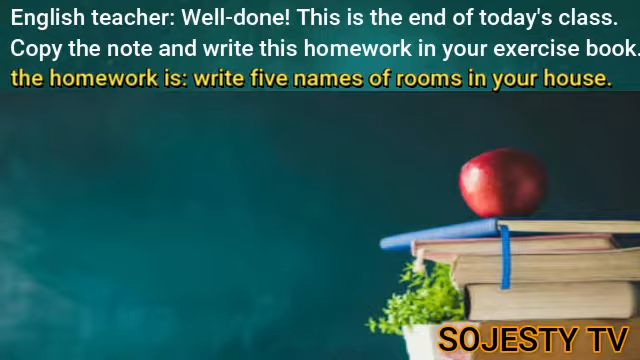 English teacher: Well-done! This is the end of today's class.
Copy the note and write this homework in your exercise book.
the homework is: write five names of rooms in your house.
SOJESTY TV